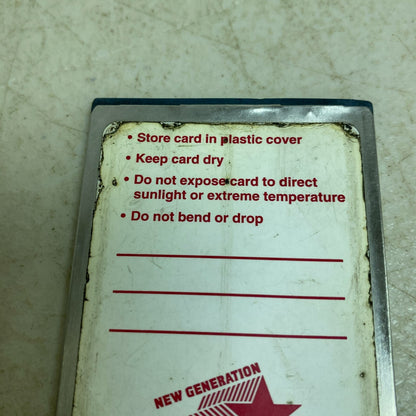 • Store card in plastic cover
• Keep card dry
• Do not expose card to direct
sunlight or extreme temperature
• Do not bend or drop
NEW GENERATION